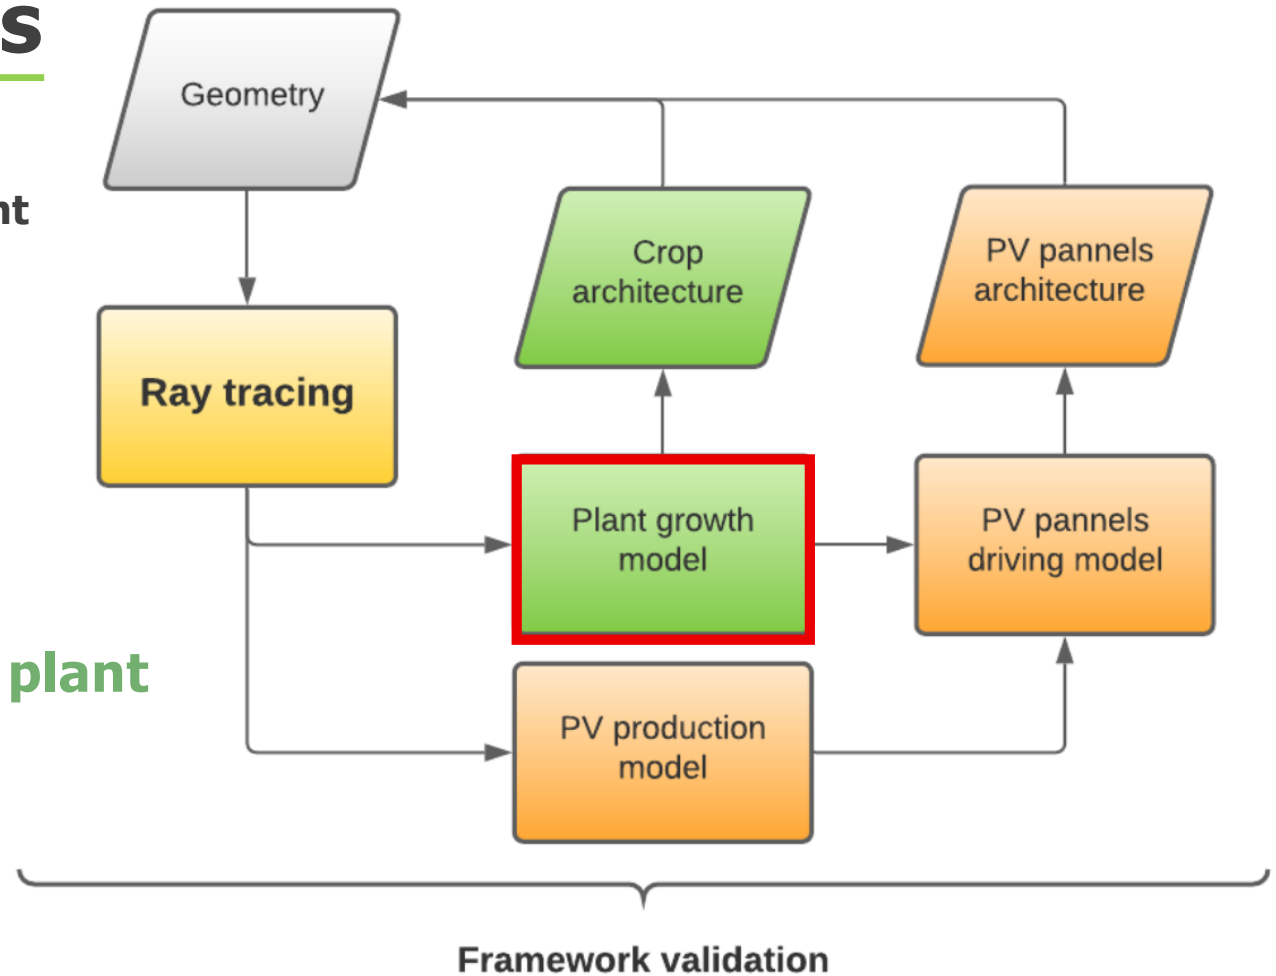 s
Geometry
nt
Crop
architecture
PV pannels
architecture
Ray tracing
Plant growth
model
PV pannels
driving model
plant
PV production
model
Framework validation